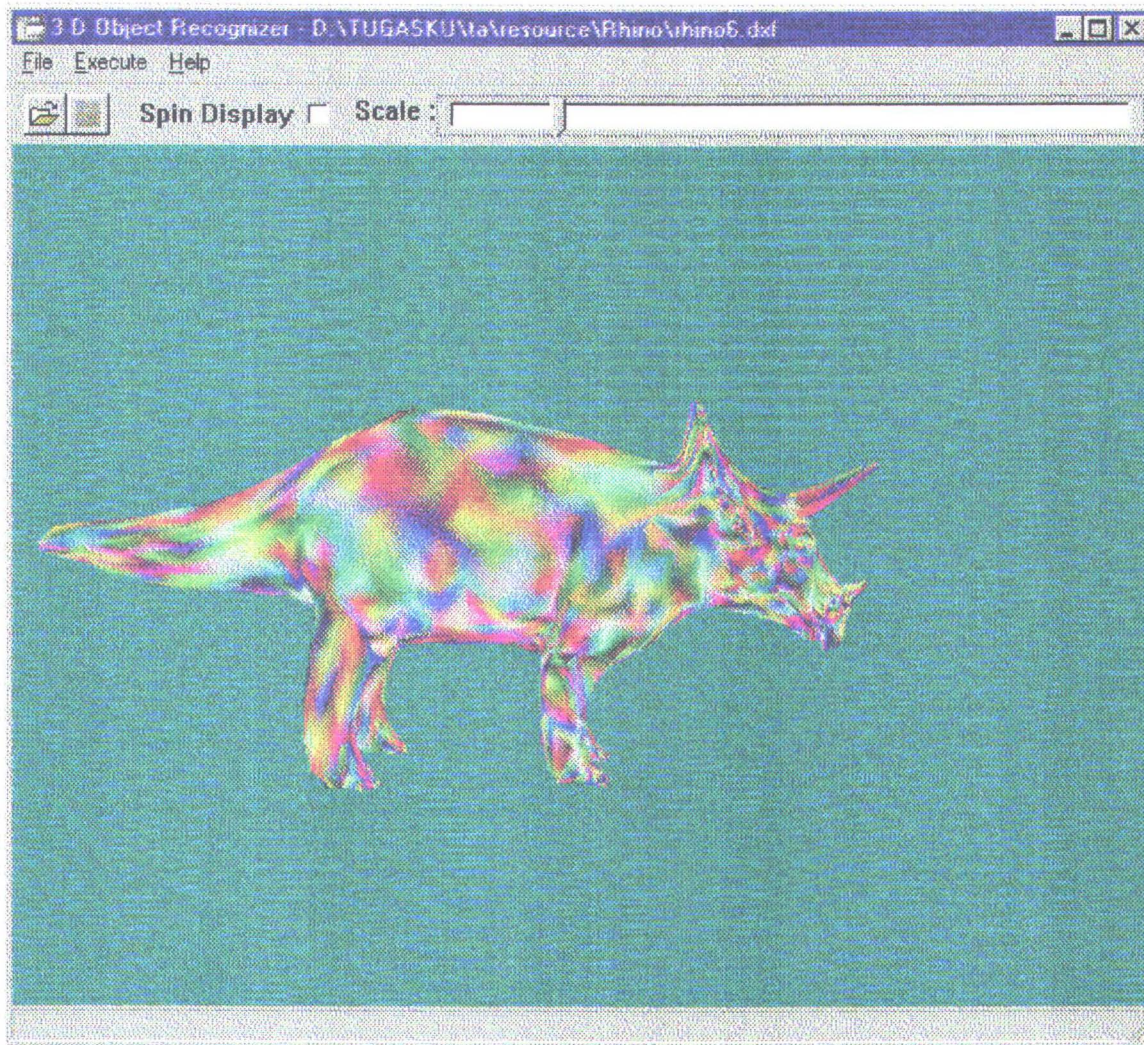 3 D Object Recognizer - D:\TUGASKU\ta\resource\Rhino\rhino6.dxf
File Execute Help
Spin Display Scale :